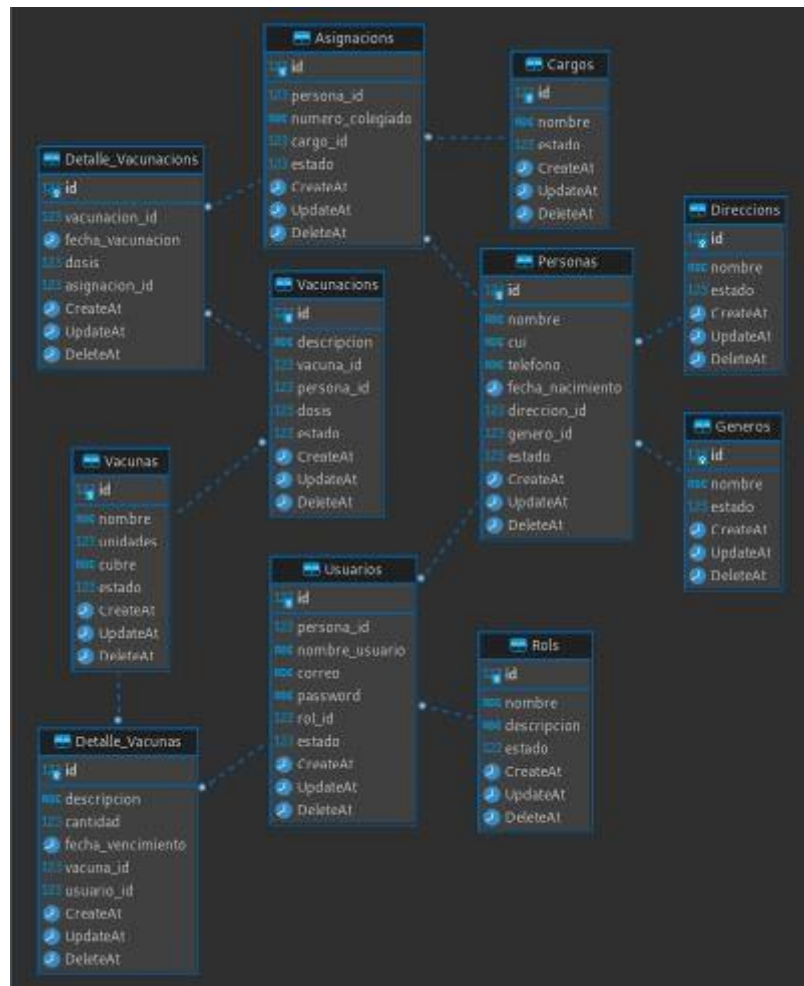 Asignacions
id
persona_id
numero_colegiado
cargo_id
estado
CreateAt
UpdateAt
DeleteAt
Cargos
id
nombre
estado
CreateAt
UpdateAt
DeleteAt
Detalle_Vacunacions
id
vacunacion_id
fecha_vacunacion
dosis
asignacion_id
CreateAt
UpdateAt
DeleteAt
Direccions
id
nombre
estado
CreateAt
UpdateAt
DeleteAt
Personas
id
nombre
cui
telefono
fecha_nacimiento
direccion_id
genero_id
estado
CreateAt
UpdateAt
DeleteAt
Vacunacions
id
descripcion
vacuna_id
persona_id
dosis
estado
CreateAt
UpdateAt
DeleteAt
Generos
id
nombre
estado
CreateAt
UpdateAt
DeleteAt
Vacunas
id
nombre
unidades
cubre
estado
CreateAt
UpdateAt
DeleteAt
Usuarios
id
persona_id
nombre_usuario
correo
password
rol_id
estado
CreateAt
UpdateAt
DeleteAt
Rols
id
nombre
descripcion
estado
CreateAt
UpdateAt
DeleteAt
Detalle_Vacunas
id
descripcion
cantidad
fecha_vencimiento
vacuna_id
usuario_id
CreateAt
UpdateAt
DeleteAt